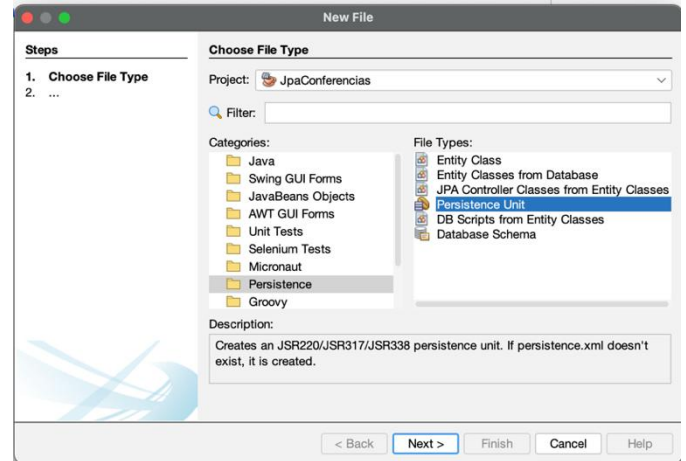 New File
Steps
1. Choose File Type
2. ...
Choose File Type
Project: JpaConferencias
Filter:
Categories:
Java
Swing GUI Forms
JavaBeans Objects
AWT GUI Forms
Unit Tests
Selenium Tests
Micronaut
Persistence
Groovy
File Types:
Entity Class
Entity Classes from Database
JPA Controller Classes from Entity Classes
Persistence Unit
DB Scripts from Entity Classes
Database Schema
Description:
Creates an JSR220/JSR317/JSR338 persistence unit. If persistence.xml doesn't
exist, it is created.
< Back Next > Finish Cancel Help